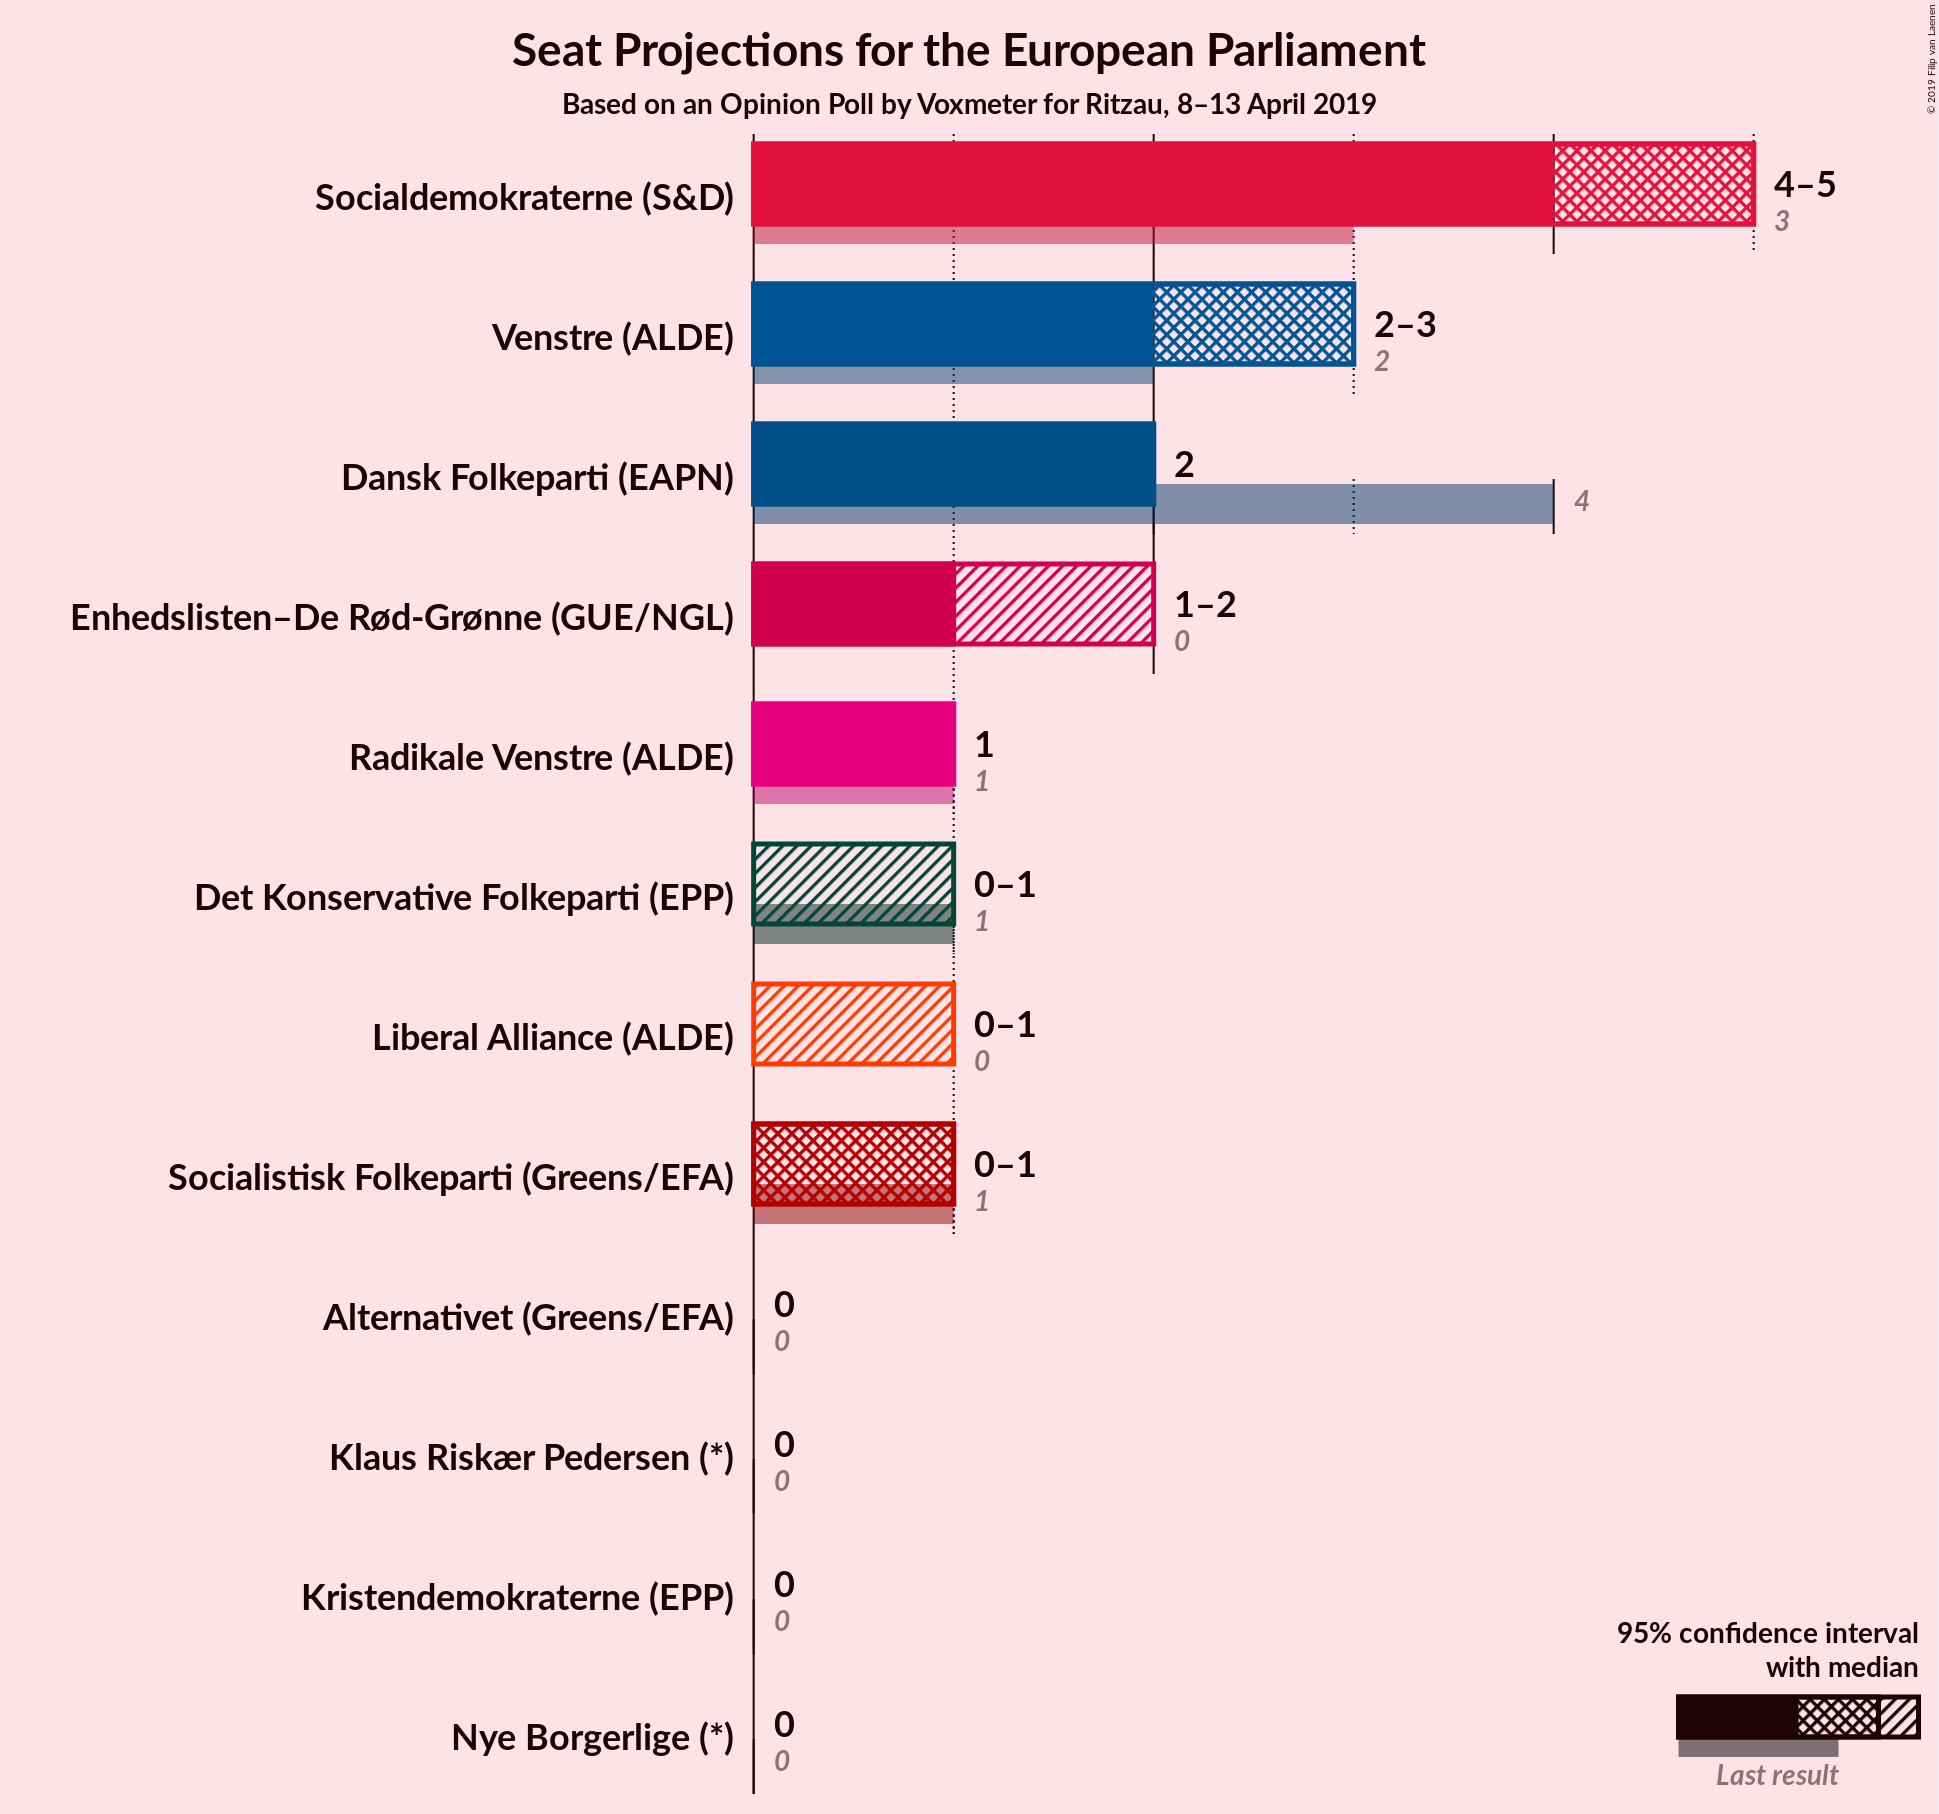 Seat Projections for the European Parliament
Based on an Opinion Poll by Voxmeter for Ritzau, 8–13 April 2019
© 2019 Filip van Laenen
Socialdemokraterne (S&D)
4–5
3
Venstre (ALDE)
2–3
2
Dansk Folkeparti (EAPN)
2
4
Enhedslisten–De Rød-Grønne (GUE/NGL)
1–2
0
Radikale Venstre (ALDE)
1
1
Det Konservative Folkeparti (EPP)
0–1
1
Liberal Alliance (ALDE)
0–1
0
Socialistisk Folkeparti (Greens/EFA)
0–1
1
Alternativet (Greens/EFA)
0
0
Klaus Riskær Pedersen (*)
0
0
Kristendemokraterne (EPP)
0
0
Nye Borgerlige (*)
0
0
95% confidence interval
with median
Last result